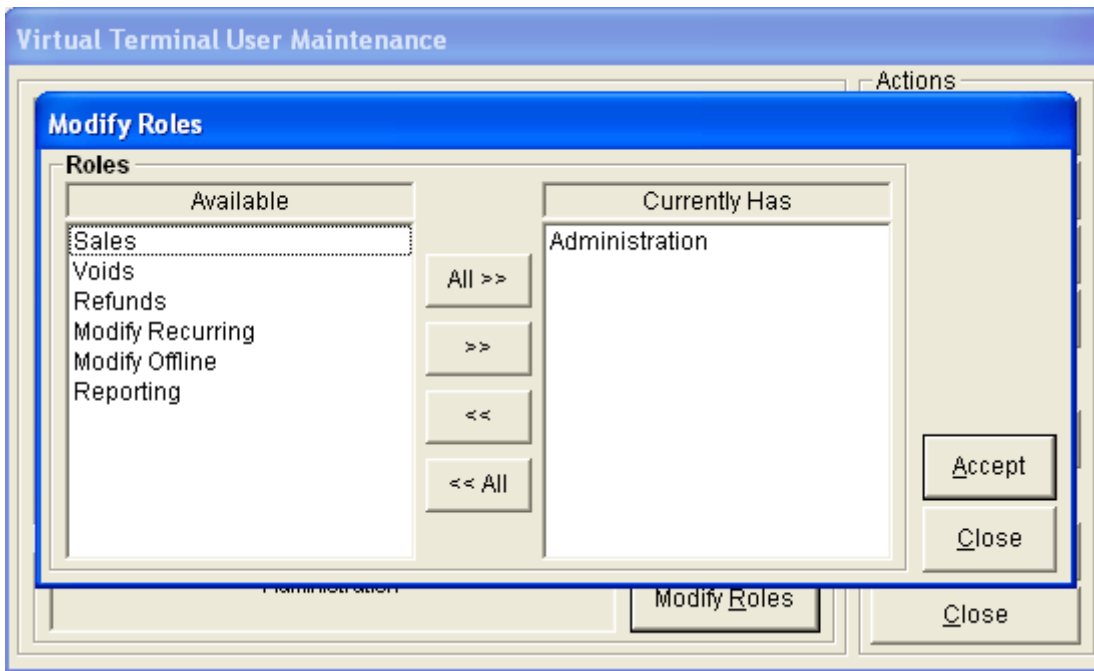 Virtual Terminal User Maintenance
Actions
Modify Roles
Roles
Available
Currently Has
Sales
Voids
Refunds
Modify Recurring
Modify Offline
Reporting
All >>
>>
<<
<< All
Administration
Accept
Close
Administration
Modify Roles
Close